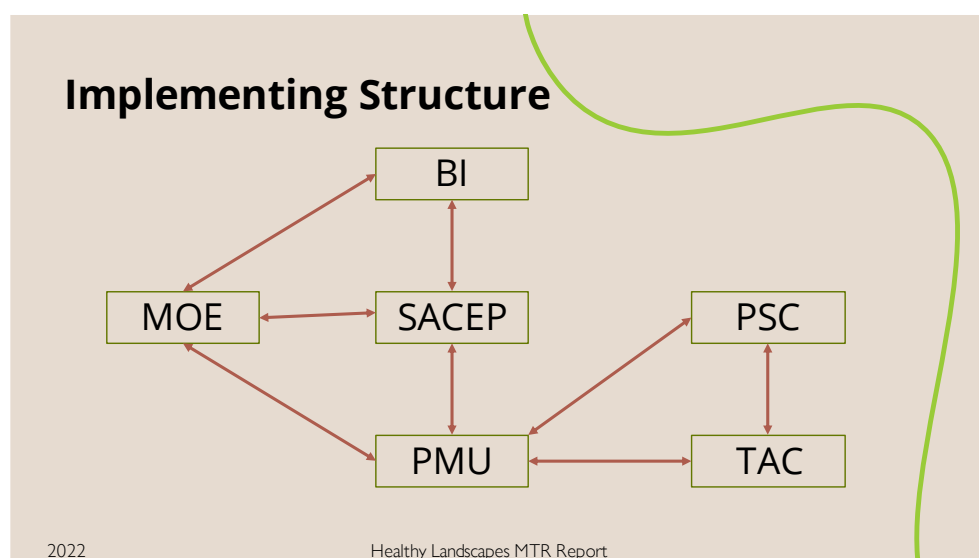 Implementing Structure
BI
MOE
SACEP
PSC
PMU
TAC
2022
Healthy Landscapes MTR Report